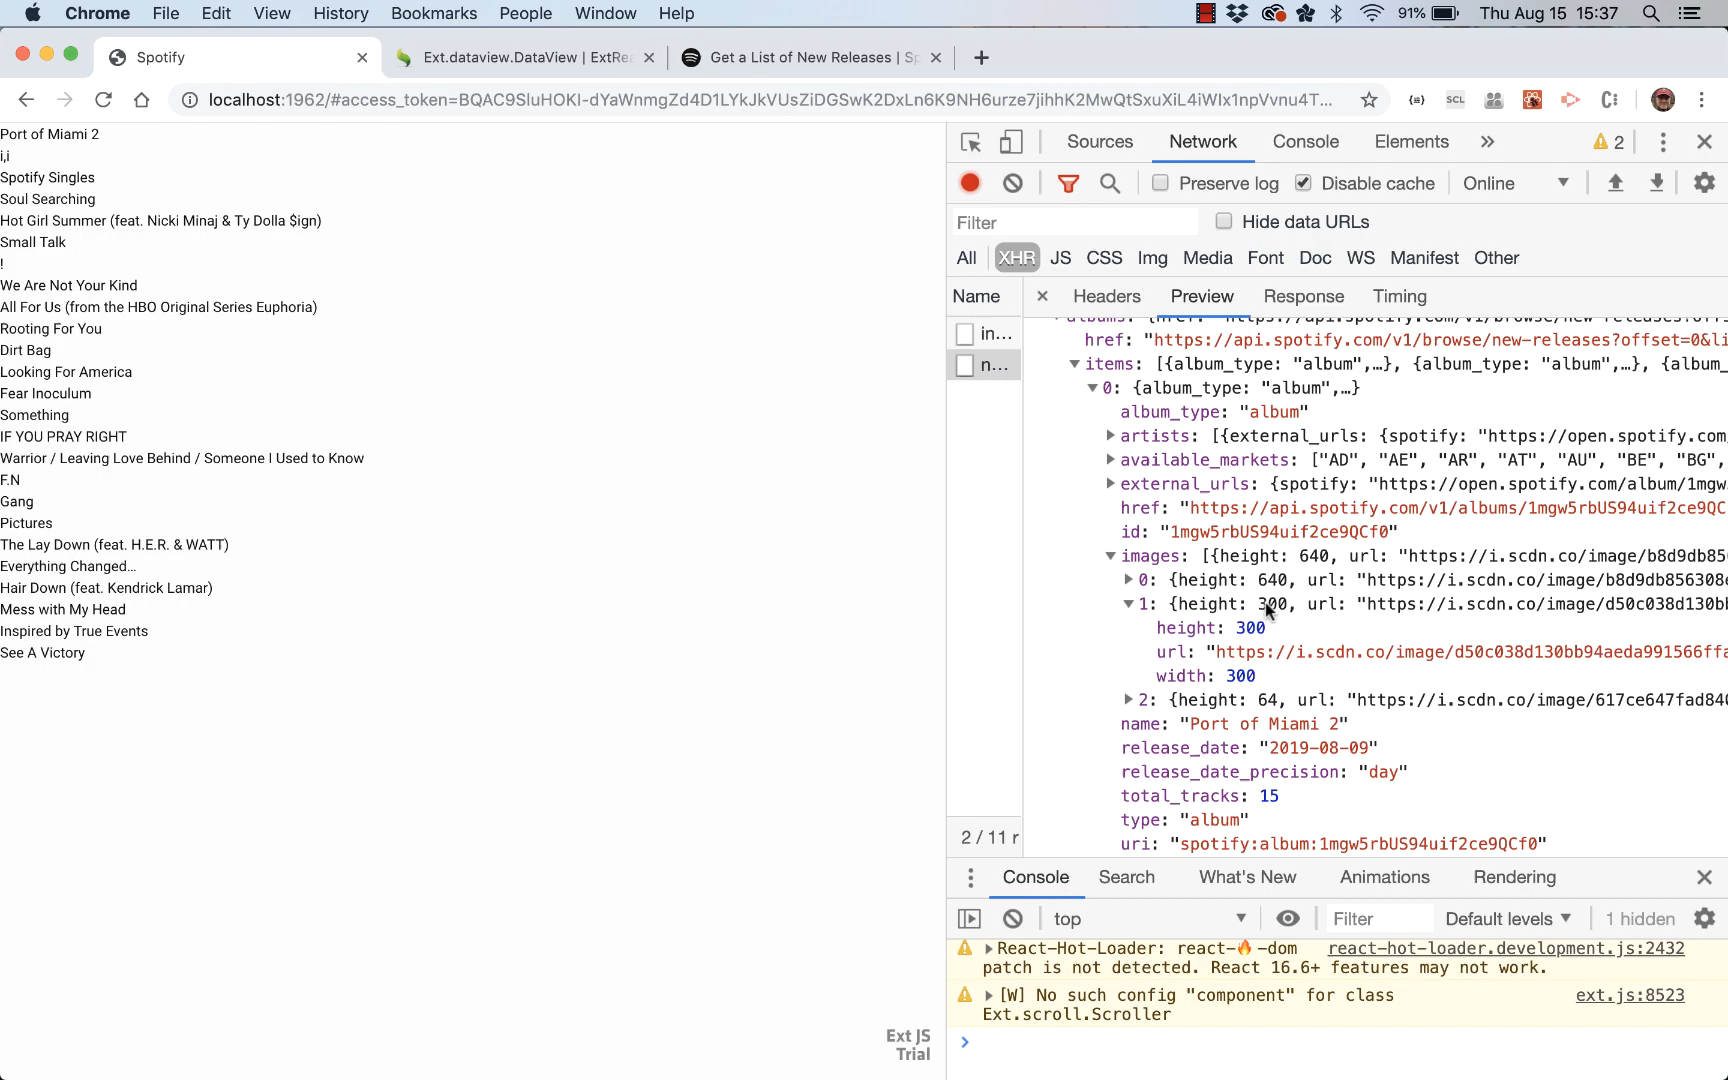 Chrome File Edit View History Bookmarks People Window Help 91% Thu Aug 15 15:37
Spotify Ext.dataview.DataView | ExtRea Get a List of New Releases | Sp
localhost:1962/#access_token=BQAC9SluHOKI-dYaWnmgZd4D1LYkJkVUsZiDGSwK2DxLn6K9NH6urze7jihhK2MwQtSxuXiL4iWIx1npVvnu4T... SCL
Port of Miami 2
i,i
Spotify Singles
Soul Searching
Hot Girl Summer (feat. Nicki Minaj & Ty Dolla $ign)
Small Talk
!
We Are Not Your Kind
All For Us (from the HBO Original Series Euphoria)
Rooting For You
Dirt Bag
Looking For America
Fear Inoculum
Something
IF YOU PRAY RIGHT
Warrior / Leaving Love Behind / Someone I Used to Know
F.N
Gang
Pictures
The Lay Down (feat. H.E.R. & WATT)
Everything Changed...
Hair Down (feat. Kendrick Lamar)
Mess with My Head
Inspired by True Events
See A Victory
Ext JS
Trial
Sources Network Console Elements » 2
Preserve log Disable cache Online
Filter Hide data URLs
All XHR JS CSS Img Media Font Doc WS Manifest Other
Name Headers Preview Response Timing
in...
n...
2 / 11 r
albums: {href: "https://api.spotify.com/v1/browse/new-releases?offs
href: "https://api.spotify.com/v1/browse/new-releases?offset=0&li
items: [{album_type: "album",…}, {album_type: "album",…}, {album_
0: {album_type: "album",…}
album_type: "album"
artists: [{external_urls: {spotify: "https://open.spotify.com
available_markets: ["AD", "AE", "AR", "AT", "AU", "BE", "BG",
external_urls: {spotify: "https://open.spotify.com/album/1mgw
href: "https://api.spotify.com/v1/albums/1mgw5rbUS94uif2ce9QC
id: "1mgw5rbUS94uif2ce9QCf0"
images: [{height: 640, url: "https://i.scdn.co/image/b8d9db85
0: {height: 640, url: "https://i.scdn.co/image/b8d9db856308
1: {height: 300, url: "https://i.scdn.co/image/d50c038d130b
height: 300
url: "https://i.scdn.co/image/d50c038d130bb94aeda991566ffa
width: 300
2: {height: 64, url: "https://i.scdn.co/image/617ce647fad84
name: "Port of Miami 2"
release_date: "2019-08-09"
release_date_precision: "day"
total_tracks: 15
type: "album"
uri: "spotify:album:1mgw5rbUS94uif2ce9QCf0"
Console Search What's New Animations Rendering
top Filter Default levels 1 hidden
React-Hot-Loader: react-🔥-dom react-hot-loader.development.js:2432
patch is not detected. React 16.6+ features may not work.
[W] No such config "component" for class ext.js:8523
Ext.scroll.Scroller